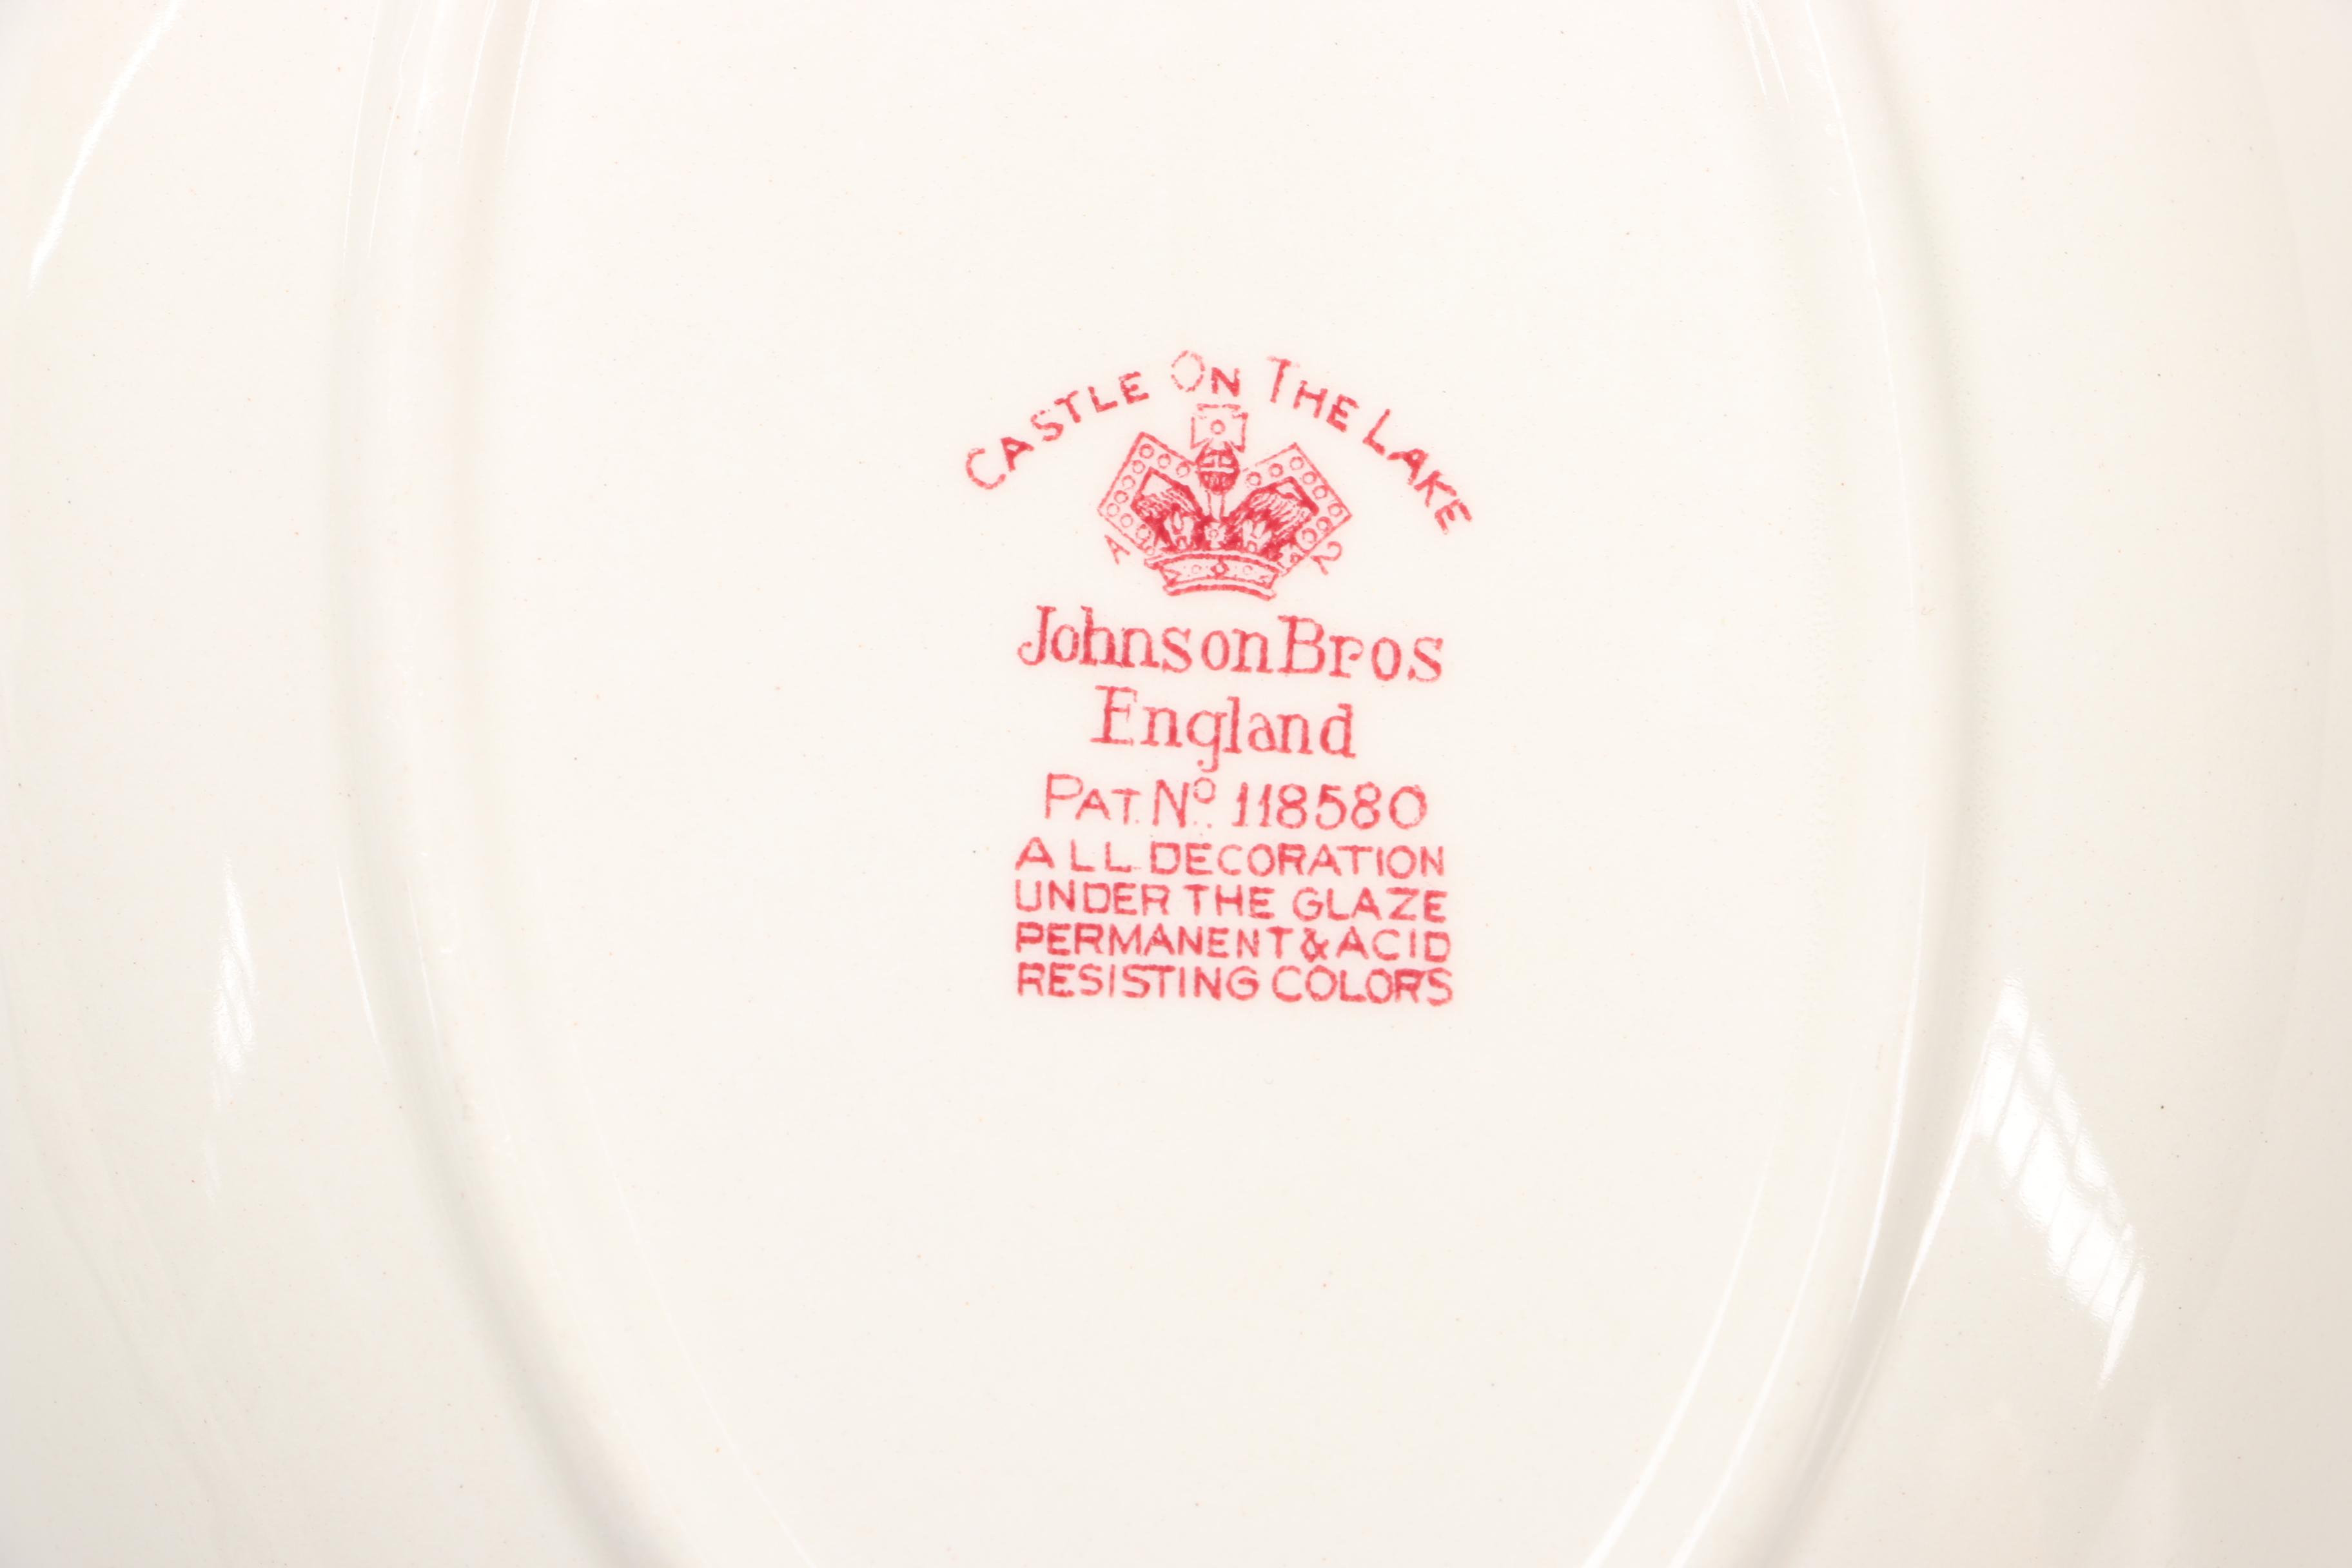 CASTLE ON THE LAKE
A 2
Johnson Bros
England
PAT. Nº 118580
ALL DECORATION
UNDER THE GLAZE
PERMANENT & ACID
RESISTING COLORS